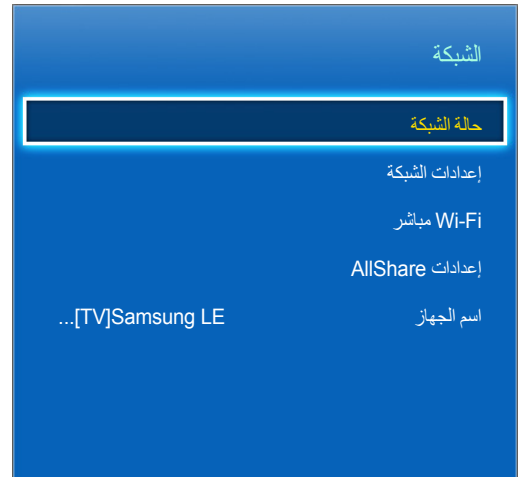 الشبكة
حالة الشبكة
إعدادات الشبكة
Wi-Fi مباشر
إعدادات AllShare
اسم الجهاز [TV]Samsung LE...